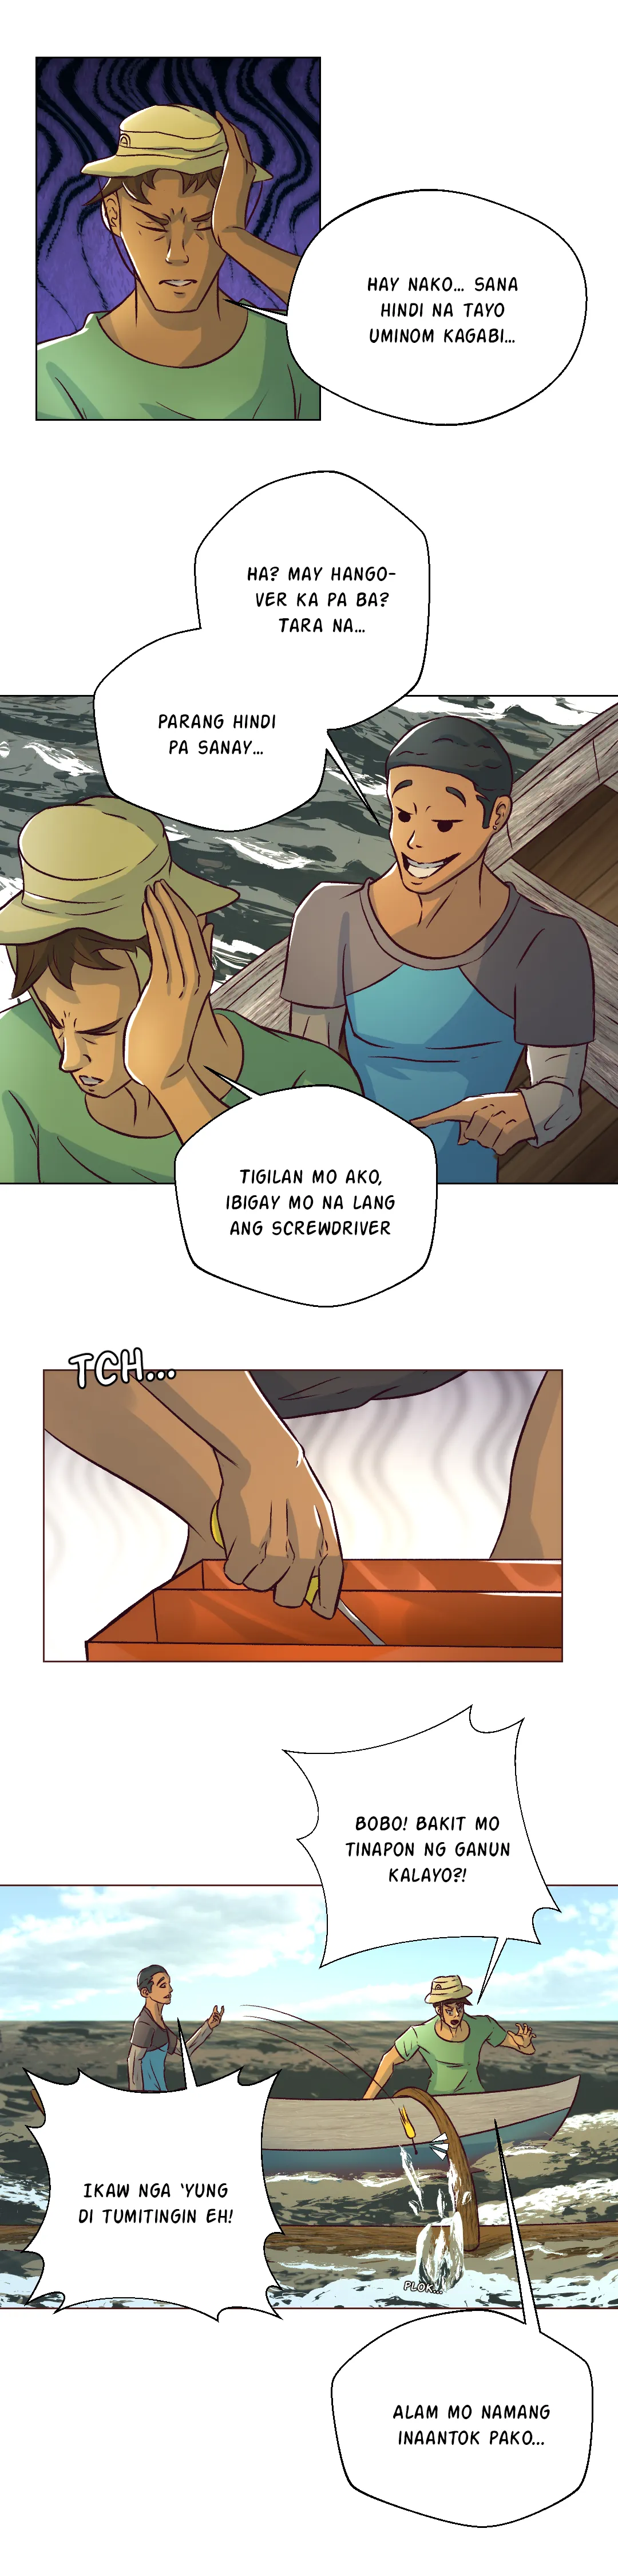 HAY NAKO... SANA
HINDI NA TAYO
UMINOM KAGABI...
HA? MAY HANGO-
VER KA PA BA?
TARA NA...
PARANG HINDI
PA SANAY...
TIGILAN MO AKO,
IBIGAY MO NA LANG
ANG SCREWDRIVER
TCH...
BOBO! BAKIT MO
TINAPON NG GANUN
KALAYO?!
IKAW NGA 'YUNG
DI TUMITINGIN EH!
PLOK...
ALAM MO NAMANG
INAANTOK PAKO...